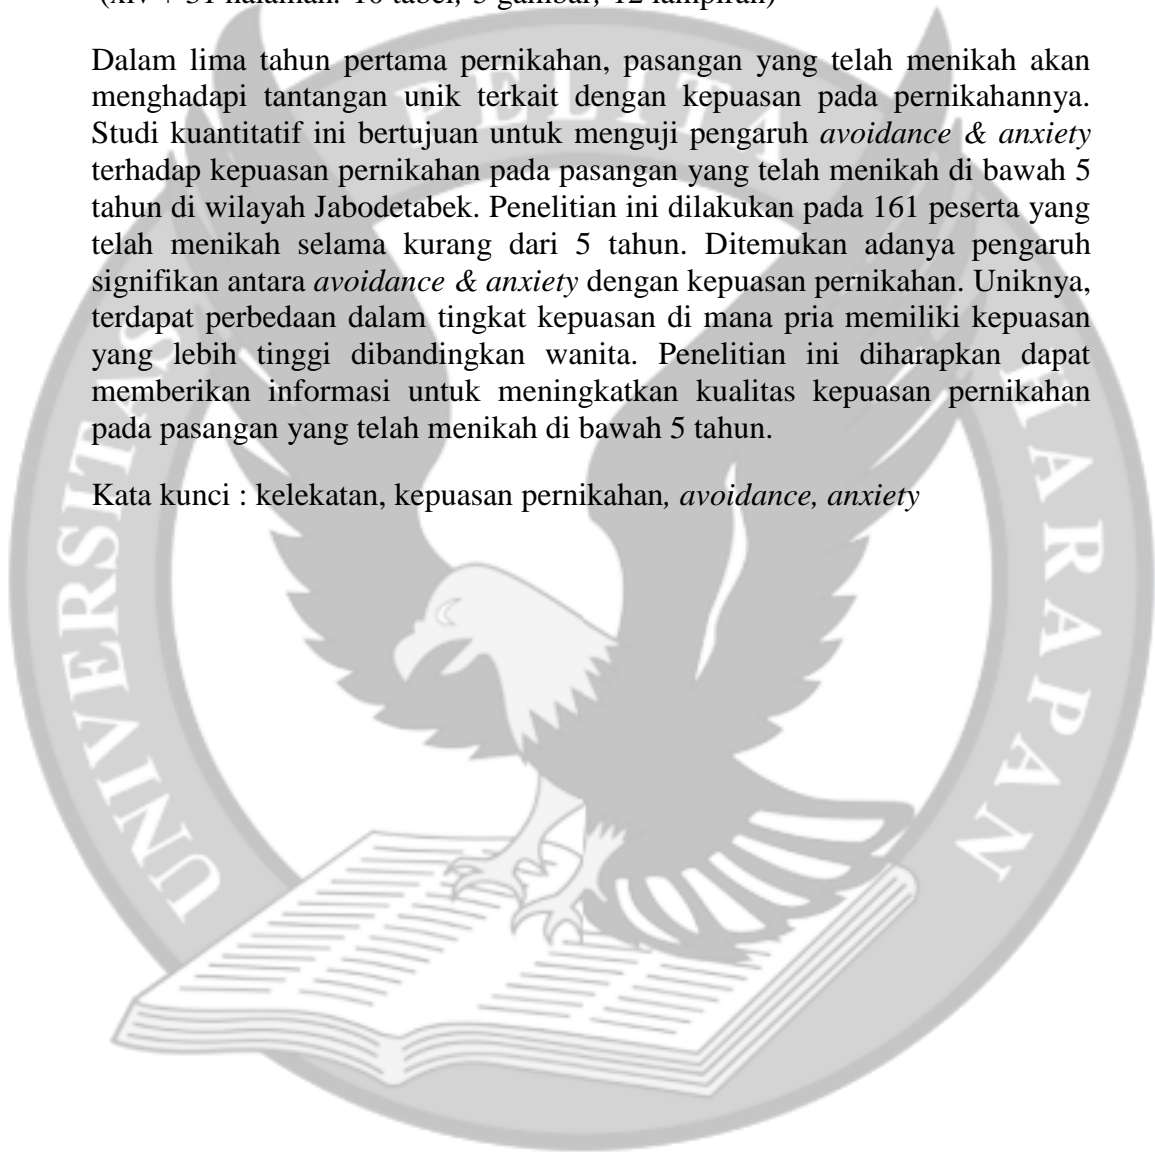 Dalam lima tahun pertama pernikahan, pasangan yang telah menikah akan
menghadapi tantangan unik terkait dengan kepuasan pada pernikahannya.
Studi kuantitatif ini bertujuan untuk menguji pengaruh avoidance & anxiety
terhadap kepuasan pernikahan pada pasangan yang telah menikah di bawah 5
tahun di wilayah Jabodetabek. Penelitian ini dilakukan pada 161 peserta yang
telah menikah selama kurang dari 5 tahun. Ditemukan adanya pengaruh
signifikan antara avoidance & anxiety dengan kepuasan pernikahan. Uniknya,
terdapat perbedaan dalam tingkat kepuasan di mana pria memiliki kepuasan
yang lebih tinggi dibandingkan wanita. Penelitian ini diharapkan dapat
memberikan informasi untuk meningkatkan kualitas kepuasan pernikahan
pada pasangan yang telah menikah di bawah 5 tahun.
Kata kunci : kelekatan, kepuasan pernikahan, avoidance, anxiety
UNIVERSITAS PELITA HARAPAN